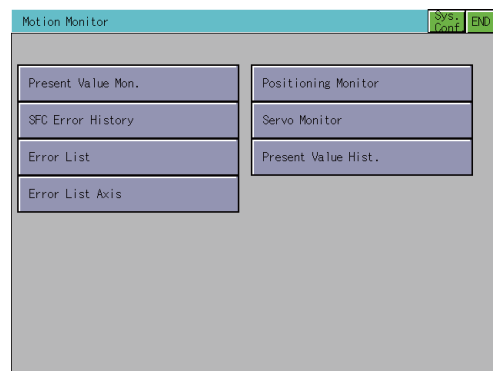 Motion Monitor
Sys.
Conf
END
Present Value Mon.
Positioning Monitor
SFC Error History
Servo Monitor
Error List
Present Value Hist.
Error List Axis